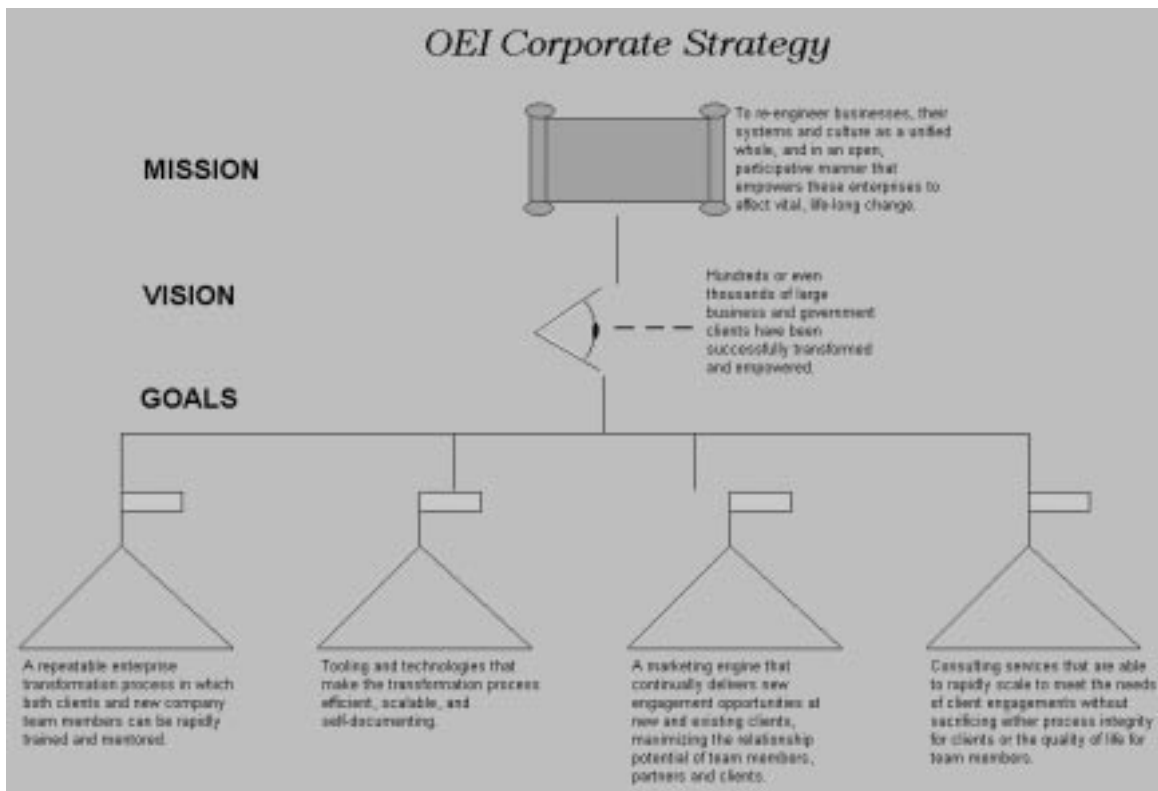 OEI Corporate Strategy
MISSION
To re-engineer businesses, their
systems and culture as a unified
whole, and in an open,
participative manner that
empowers these enterprises to
effect vital, life-long change.
VISION
Hundreds or even
thousands of large
business and government
clients have been
successfully transformed
and empowered.
GOALS
A repeatable enterprise
transformation process in which
both clients and new company
team members can be rapidly
trained and mentored.
Tooling and technologies that
make the transformation process
efficient, scalable, and
self-documenting.
A marketing engine that
continually delivers new
engagement opportunities at
new and existing clients,
maximizing the relationship
potential of team members,
partners and clients.
Consulting services that are able
to rapidly scale to meet the needs
of client engagements without
sacrificing either process integrity
for clients or the quality of life for
team members.